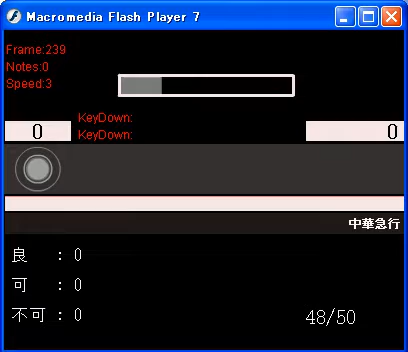 Macromedia Flash Player 7
Frame:239
Notes:0
Speed:3
KeyDown:
0 KeyDown: 0
中華急行
良 : 0
可 : 0
不可 : 0
48/50